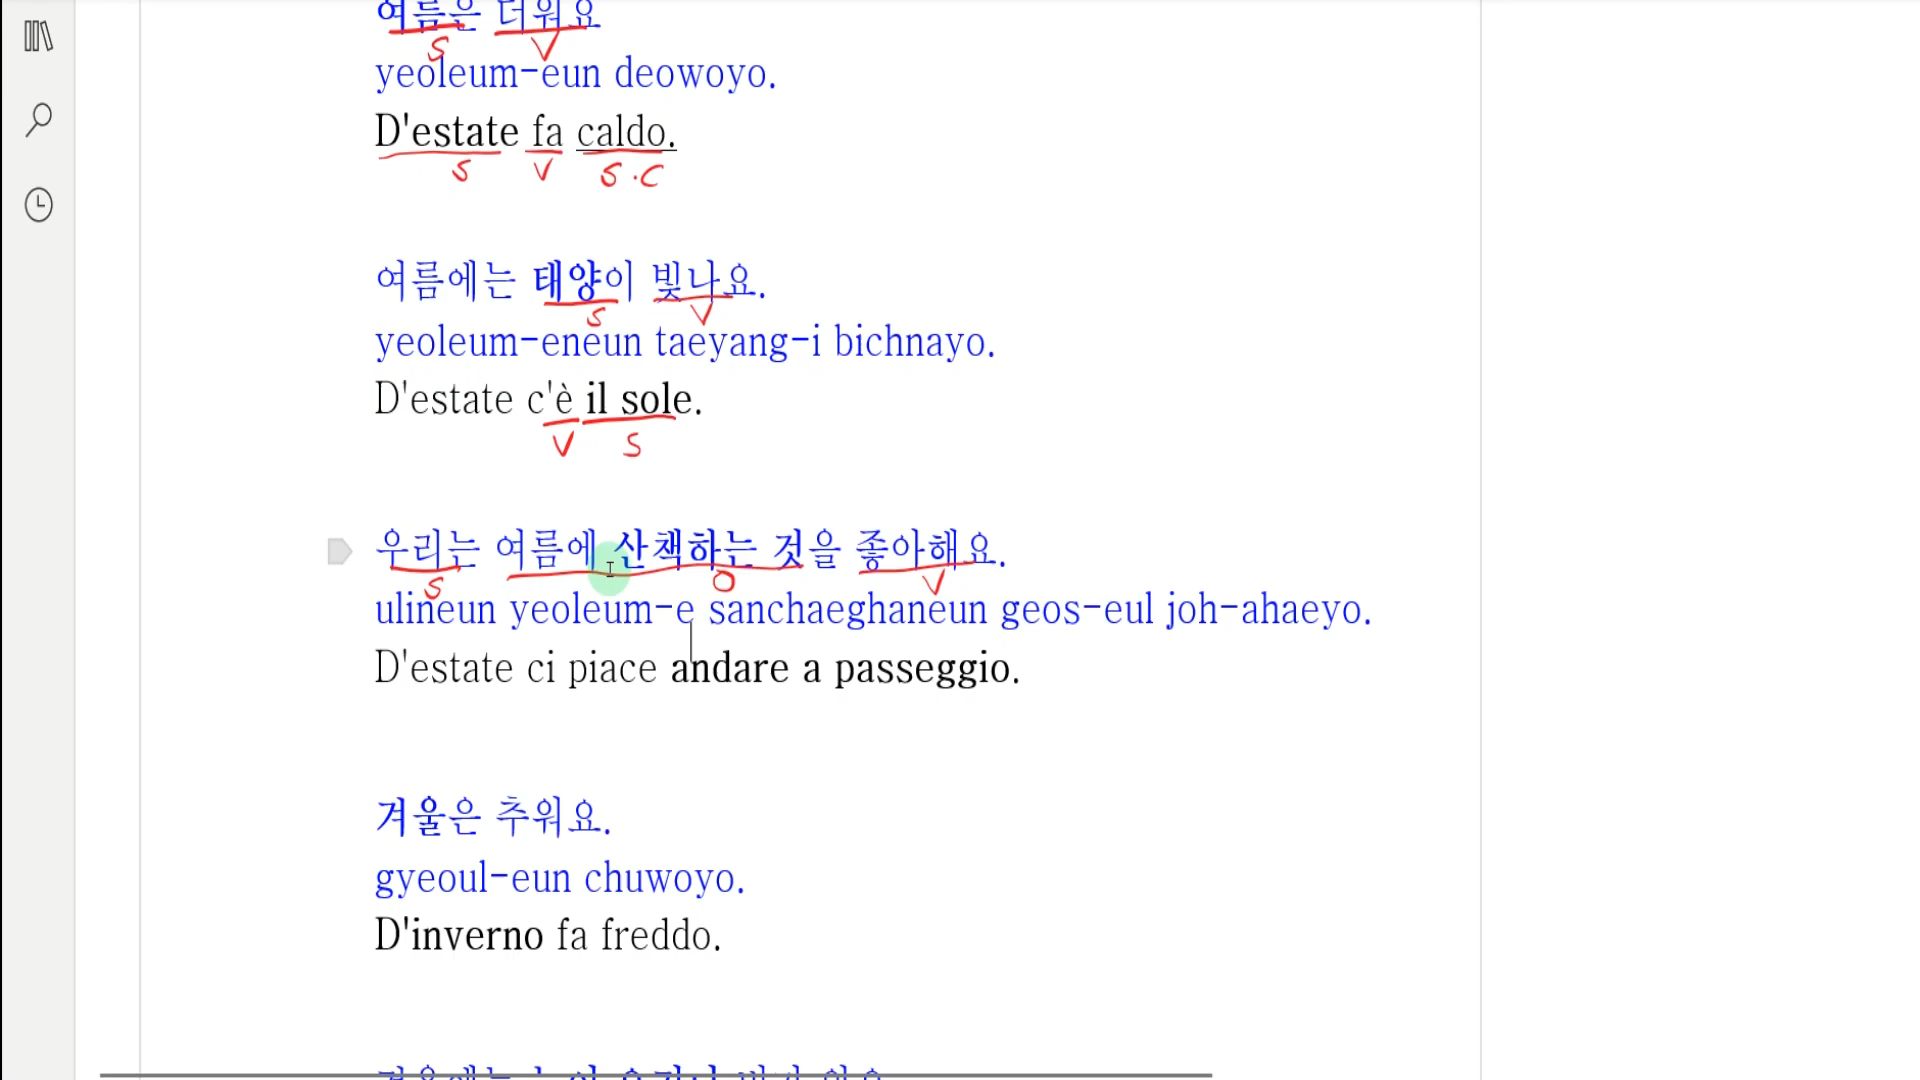 여름은 더워요
S V
yeoleum-eun deowoyo.
D'estate fa caldo.
S V S.C
여름에는 태양이 빛나요.
S V
yeoleum-eneun taeyang-i bichnayo.
D'estate c'è il sole.
V S
우리는 여름에 산책하는 것을 좋아해요.
S O V
ulineun yeoleum-e sanchaeghaneun geos-eul joh-ahaeyo.
D'estate ci piace andare a passeggio.
겨울은 추워요.
gyeoul-eun chuwoyo.
D'inverno fa freddo.